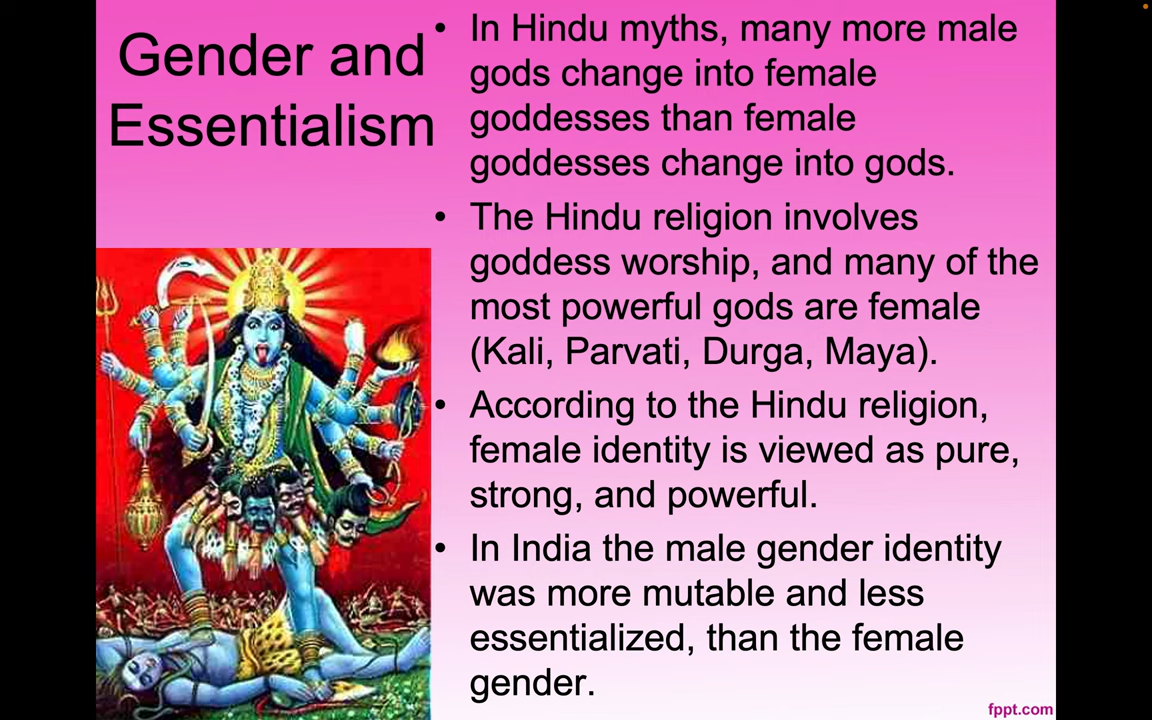 Gender and
Essentialism
• In Hindu myths, many more male
gods change into female
goddesses than female
goddesses change into gods.
• The Hindu religion involves
goddess worship, and many of the
most powerful gods are female
(Kali, Parvati, Durga, Maya).
• According to the Hindu religion,
female identity is viewed as pure,
strong, and powerful.
• In India the male gender identity
was more mutable and less
essentialized, than the female
gender.
fppt.com